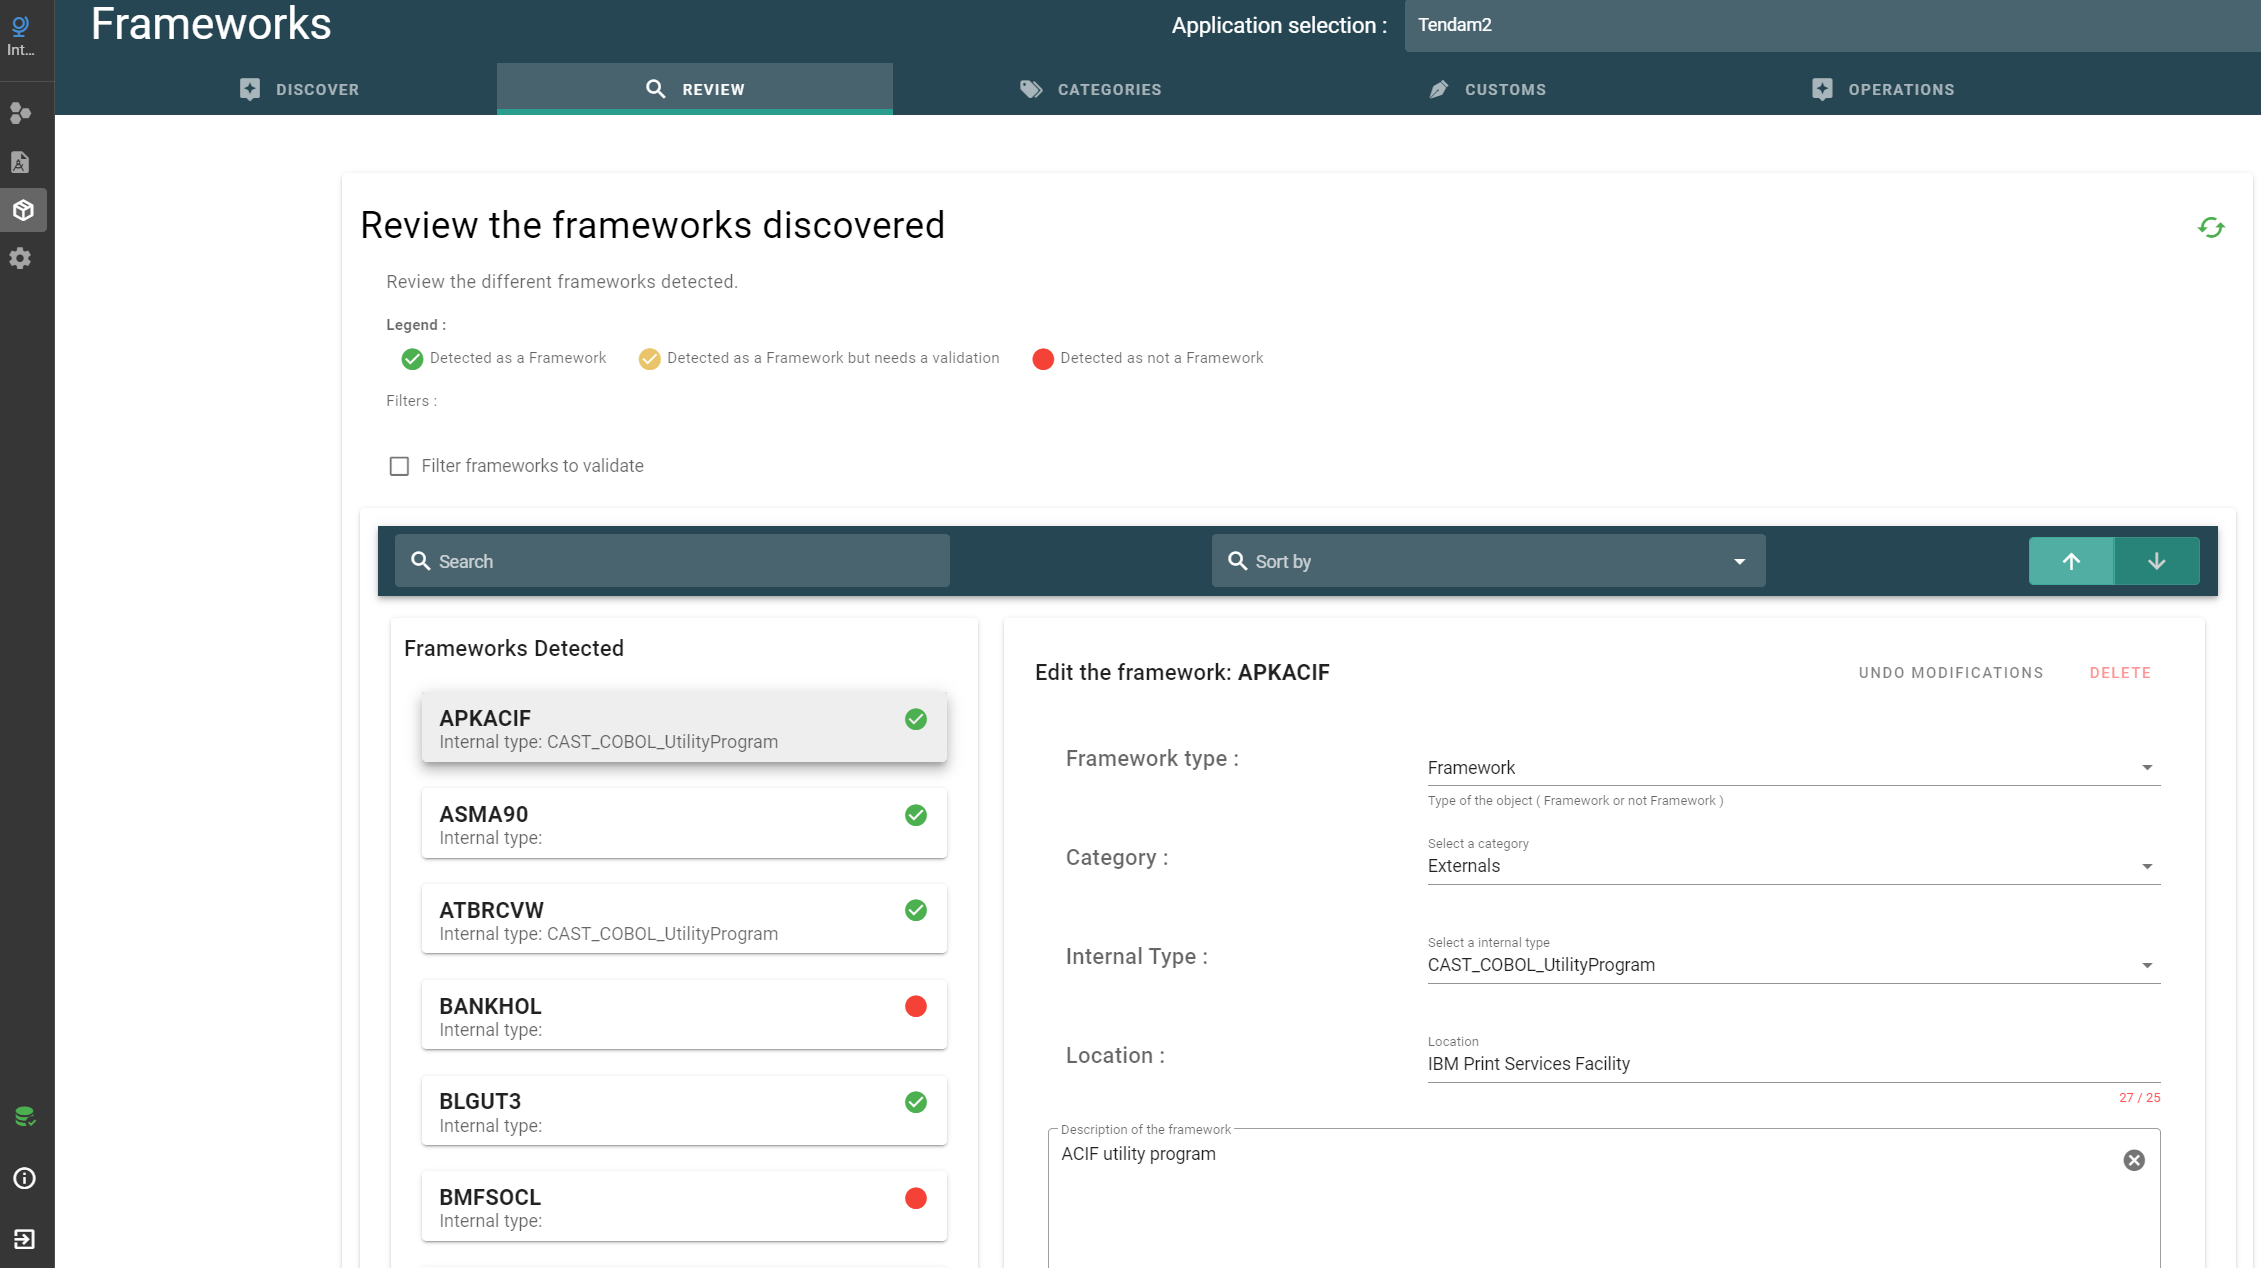 Frameworks
Application selection :
Tendam2
Int...
DISCOVER
REVIEW
CATEGORIES
CUSTOMS
OPERATIONS
Review the frameworks discovered
Review the different frameworks detected.
Legend :
Detected as a Framework
Detected as a Framework but needs a validation
Detected as not a Framework
Filters :
Filter frameworks to validate
Search
Sort by
Frameworks Detected
APKACIF
Internal type: CAST_COBOL_UtilityProgram
ASMA90
Internal type:
ATBRCVW
Internal type: CAST_COBOL_UtilityProgram
BANKHOL
Internal type:
BLGUT3
Internal type:
BMFSOCL
Internal type:
Edit the framework: APKACIF
UNDO MODIFICATIONS
DELETE
Framework type :
Framework
Type of the object ( Framework or not Framework )
Category :
Select a category
Externals
Internal Type :
Select a internal type
CAST_COBOL_UtilityProgram
Location :
Location
IBM Print Services Facility
27 / 25
Description of the framework
ACIF utility program